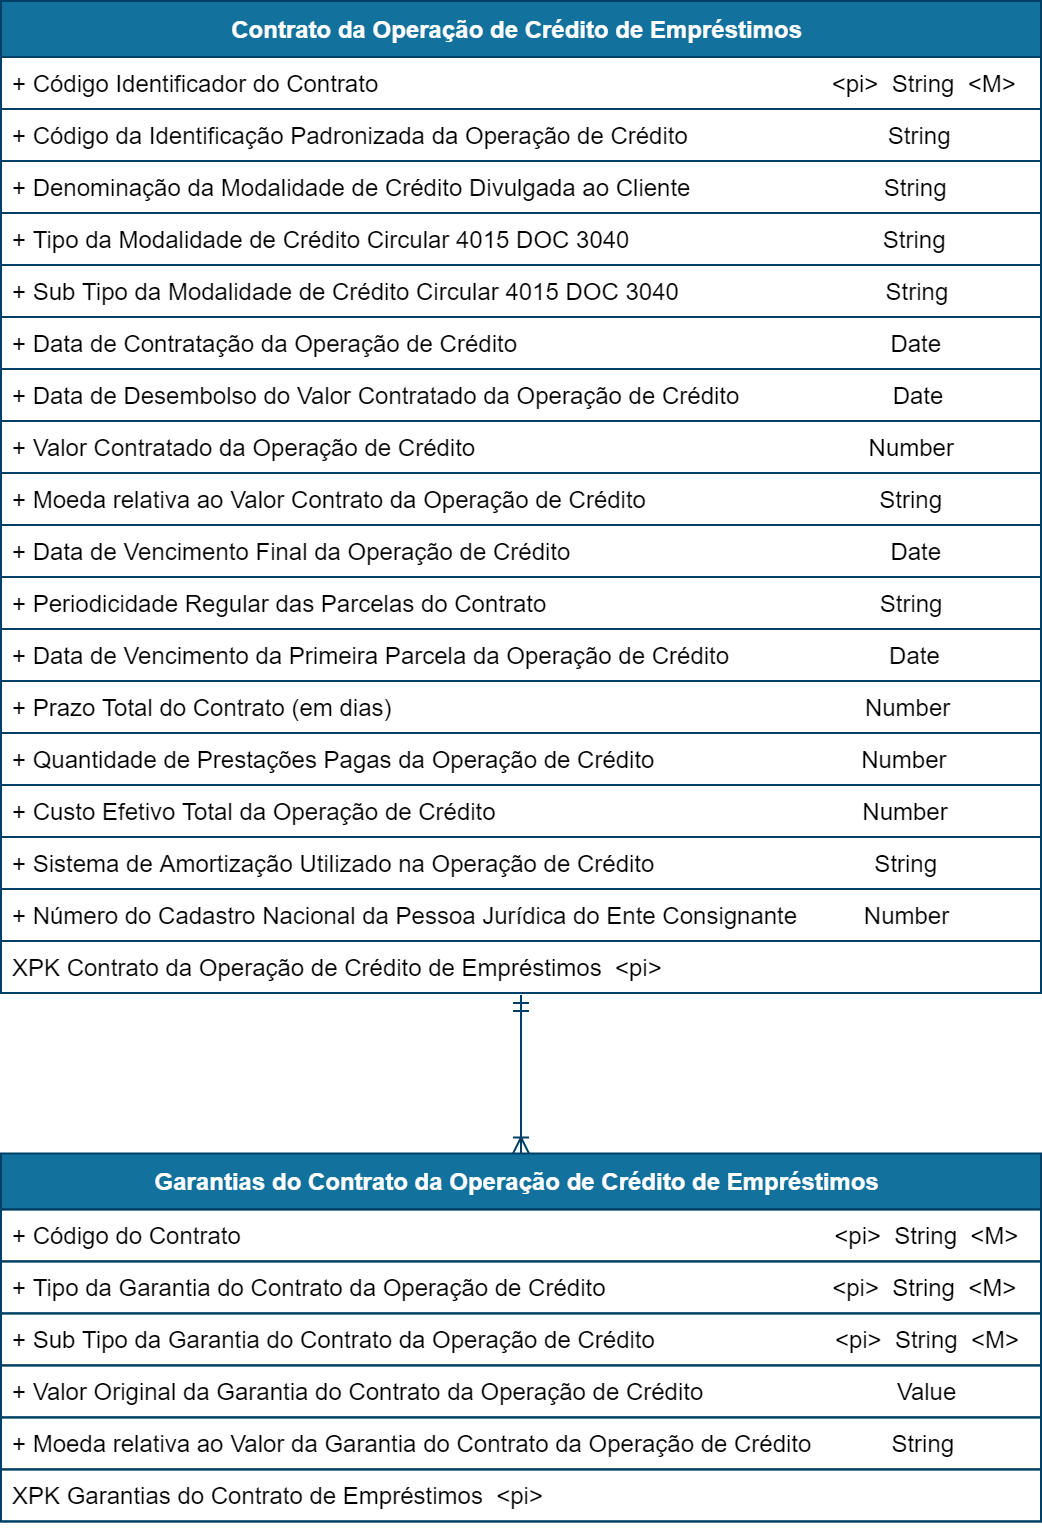 Contrato da Operação de Crédito de Empréstimos
+ Código Identificador do Contrato <pi> String <M>
+ Código da Identificação Padronizada da Operação de Crédito String
+ Denominação da Modalidade de Crédito Divulgada ao Cliente String
+ Tipo da Modalidade de Crédito Circular 4015 DOC 3040 String
+ Sub Tipo da Modalidade de Crédito Circular 4015 DOC 3040 String
+ Data de Contratação da Operação de Crédito Date
+ Data de Desembolso do Valor Contratado da Operação de Crédito Date
+ Valor Contratado da Operação de Crédito Number
+ Moeda relativa ao Valor Contrato da Operação de Crédito String
+ Data de Vencimento Final da Operação de Crédito Date
+ Periodicidade Regular das Parcelas do Contrato String
+ Data de Vencimento da Primeira Parcela da Operação de Crédito Date
+ Prazo Total do Contrato (em dias) Number
+ Quantidade de Prestações Pagas da Operação de Crédito Number
+ Custo Efetivo Total da Operação de Crédito Number
+ Sistema de Amortização Utilizado na Operação de Crédito String
+ Número do Cadastro Nacional da Pessoa Jurídica do Ente Consignante Number
XPK Contrato da Operação de Crédito de Empréstimos <pi>
Garantias do Contrato da Operação de Crédito de Empréstimos
+ Código do Contrato <pi> String <M>
+ Tipo da Garantia do Contrato da Operação de Crédito <pi> String <M>
+ Sub Tipo da Garantia do Contrato da Operação de Crédito <pi> String <M>
+ Valor Original da Garantia do Contrato da Operação de Crédito Value
+ Moeda relativa ao Valor da Garantia do Contrato da Operação de Crédito String
XPK Garantias do Contrato de Empréstimos <pi>